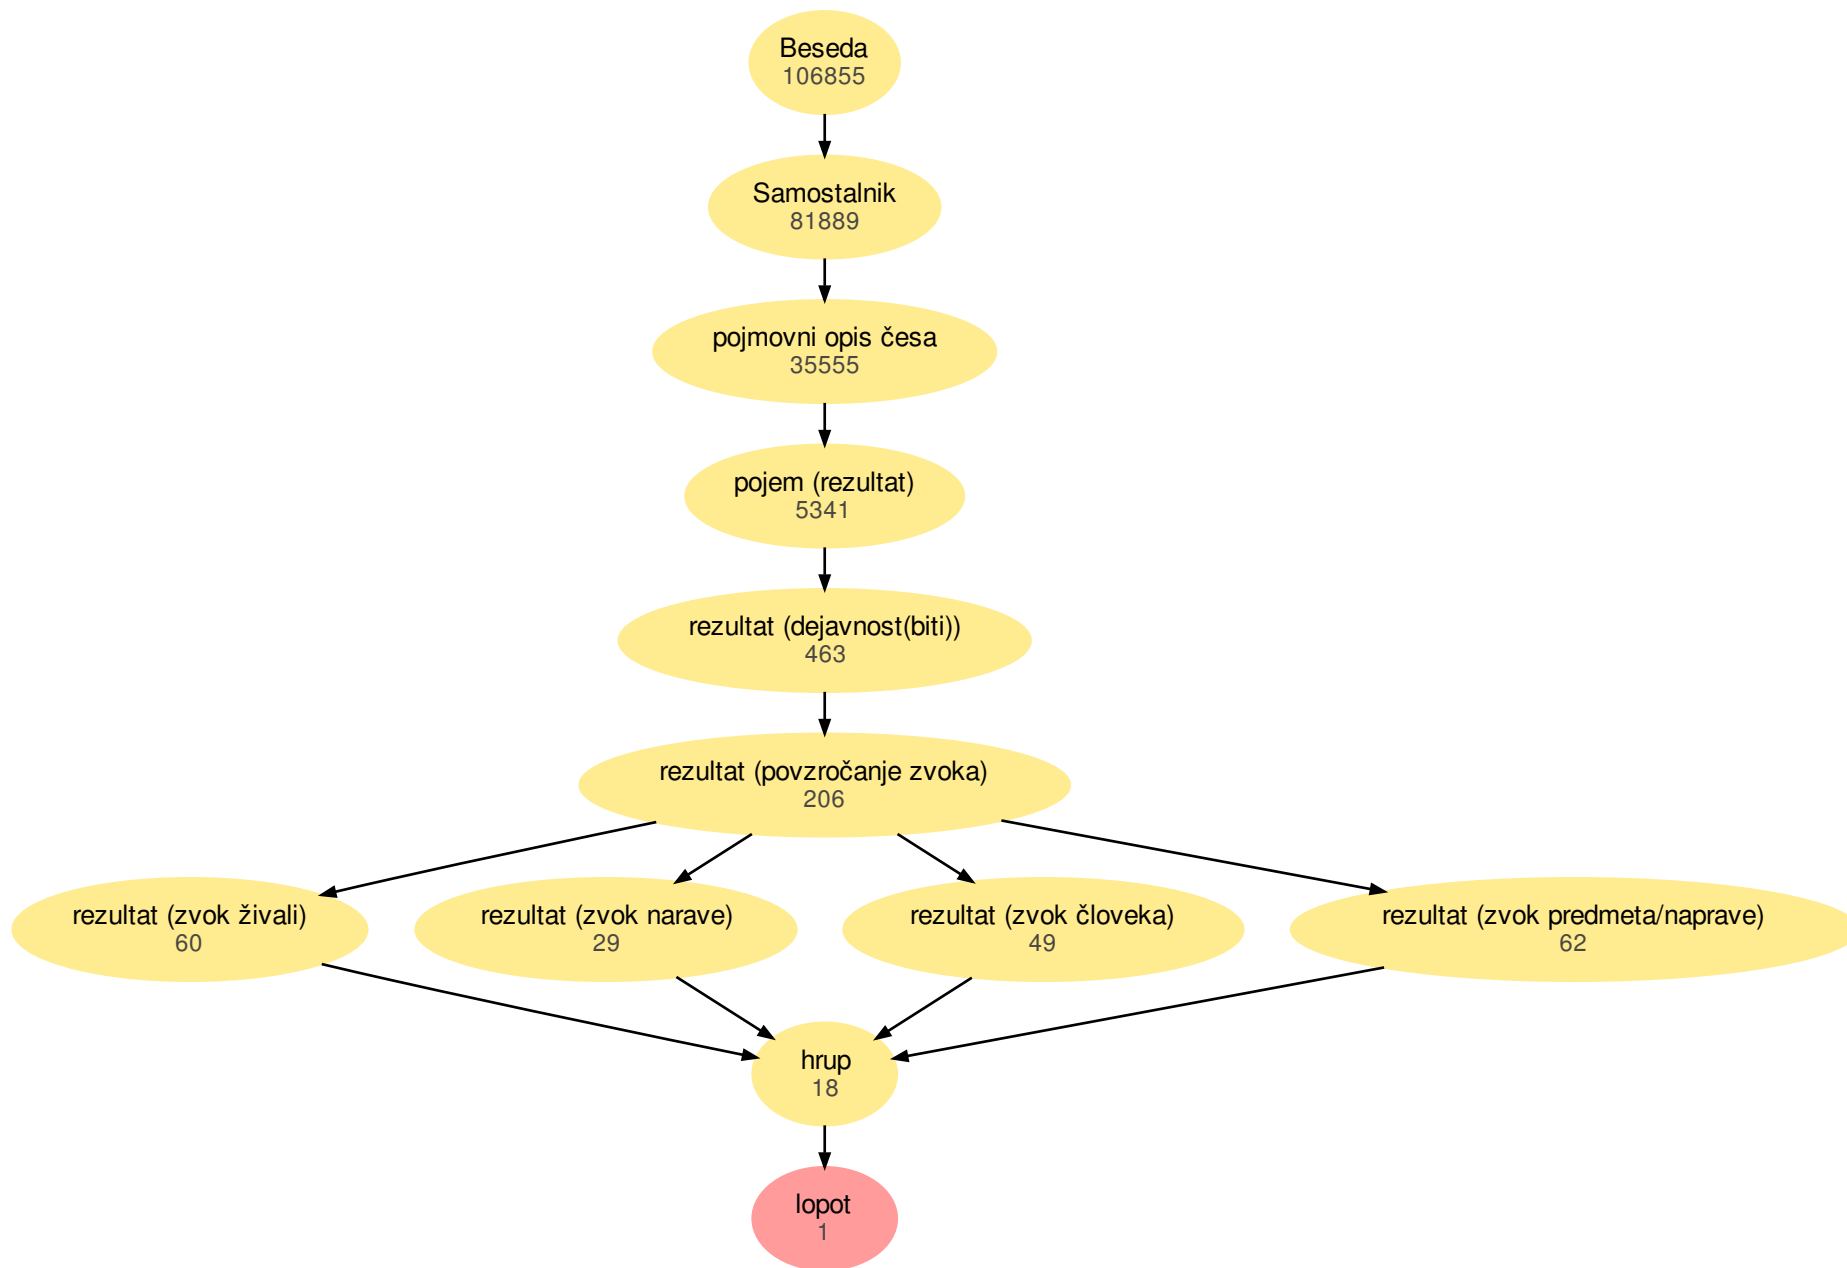 Beseda
106855
Samostalnik
81889
pojmovni opis česa
35555
pojem (rezultat)
5341
rezultat (dejavnost(biti))
463
rezultat (povzročanje zvoka)
206
rezultat (zvok živali)
60
rezultat (zvok narave)
29
rezultat (zvok človeka)
49
rezultat (zvok predmeta/naprave)
62
hrup
18
lopot
1